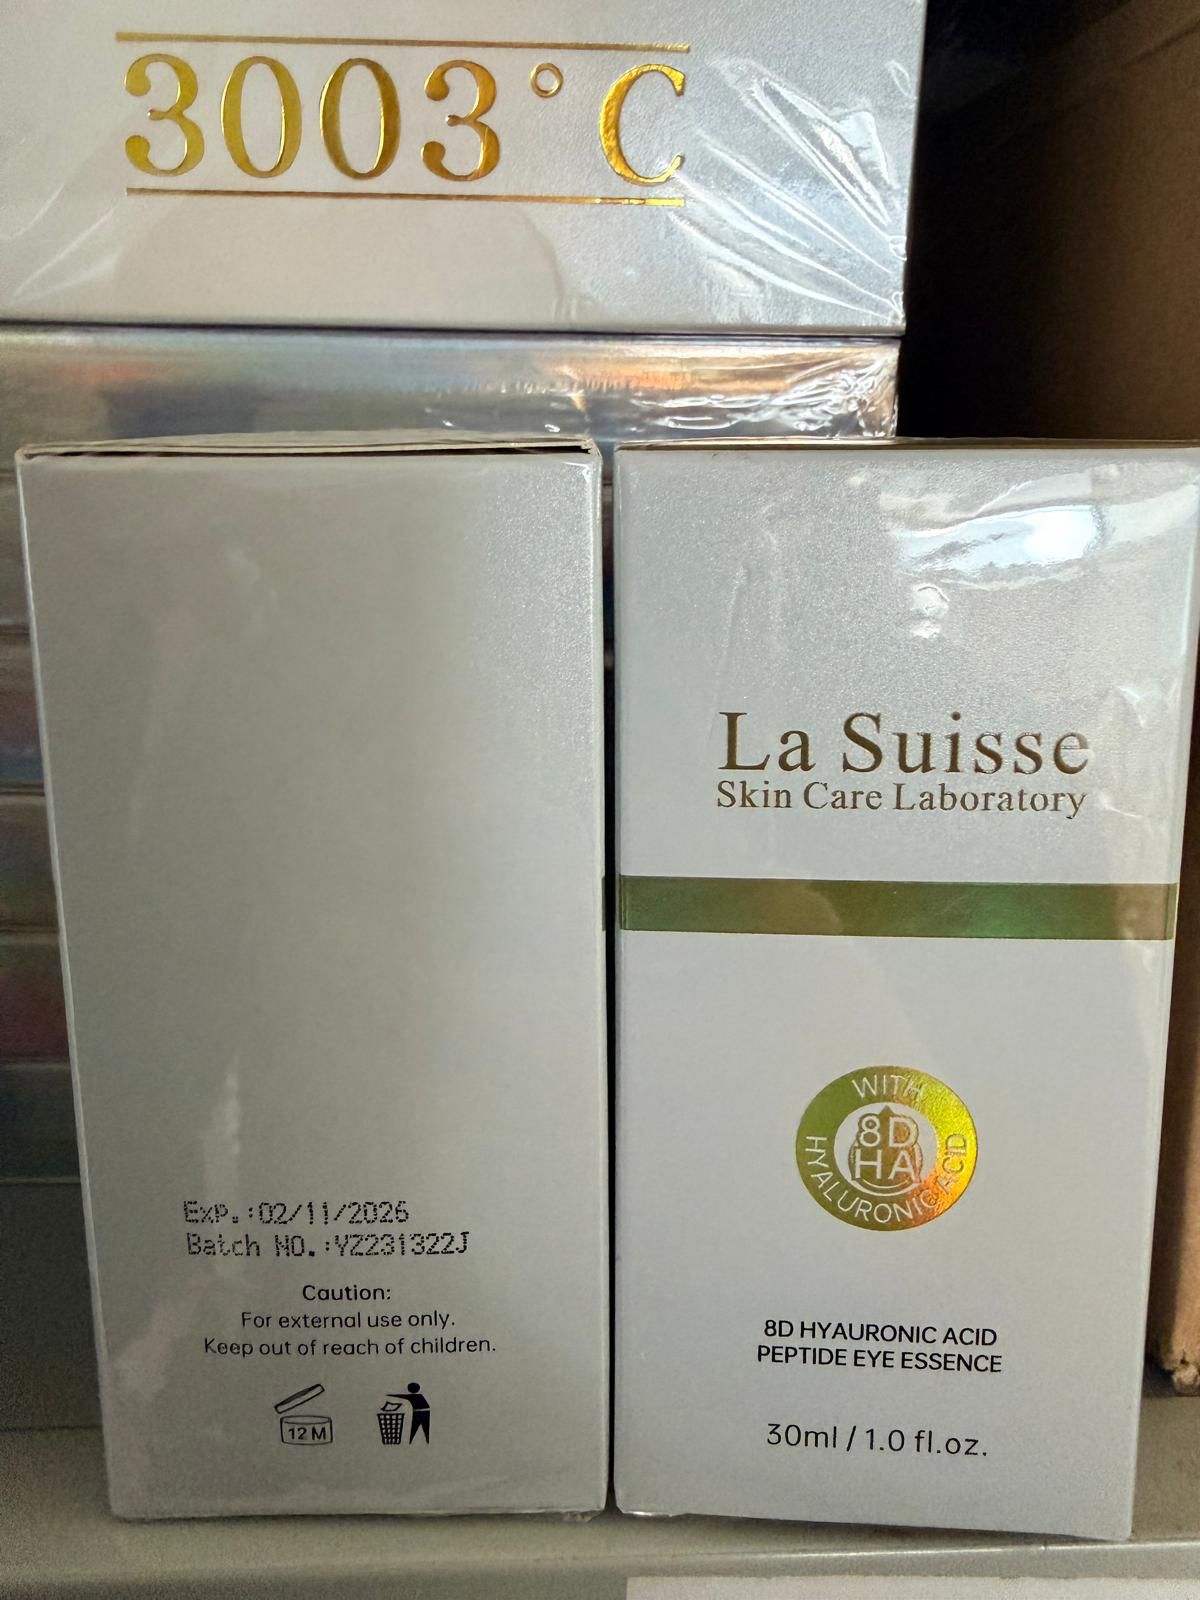 3003°C
Exp.:02/11/2026
Batch NO.:YZ231322J
Caution:
For external use only.
Keep out of reach of children.
12 M
La Suisse
Skin Care Laboratory
WITH
8D
HA
HYALURONIC ACID
8D HYAURONIC ACID
PEPTIDE EYE ESSENCE
30ml / 1.0 fl.oz.